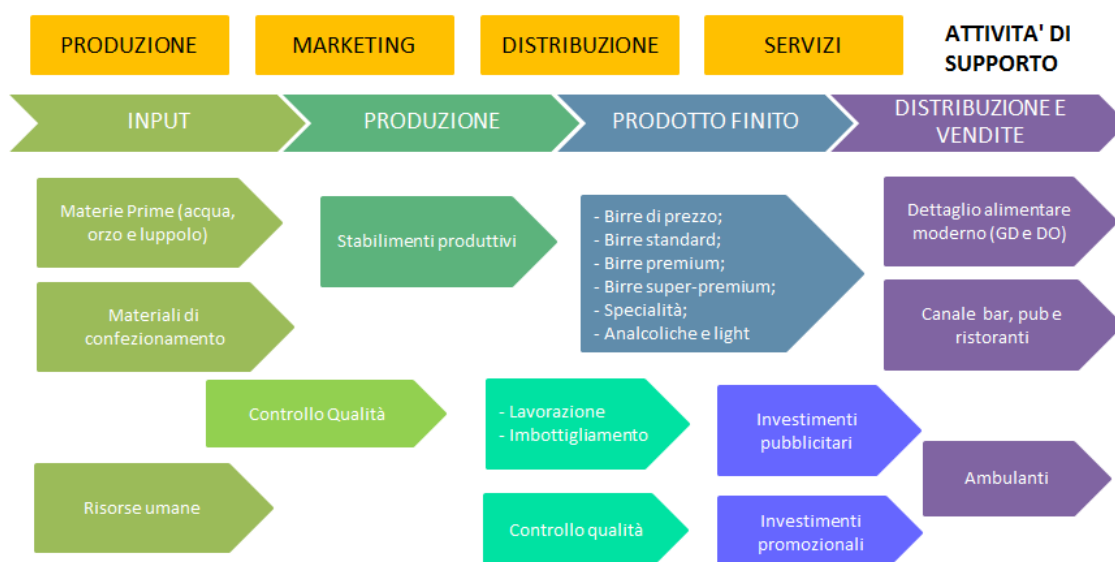 PRODUZIONE
MARKETING
DISTRIBUZIONE
SERVIZI
ATTIVITA' DI
SUPPORTO
INPUT
PRODUZIONE
PRODOTTO FINITO
DISTRIBUZIONE E
VENDITE
Materie Prime (acqua,
orzo e luppolo)
Stabilimenti produttivi
- Birre di prezzo;
- Birre standard;
- Birre premium;
- Birre super-premium;
- Specialità;
- Analcoliche e light
Dettaglio alimentare
moderno (GD e DO)
Materiali di
confezionamento
Canale bar, pub e
ristoranti
Controllo Qualità
- Lavorazione
- Imbottigliamento
Investimenti
pubblicitari
Ambulanti
Risorse umane
Controllo qualità
Investimenti
promozionali